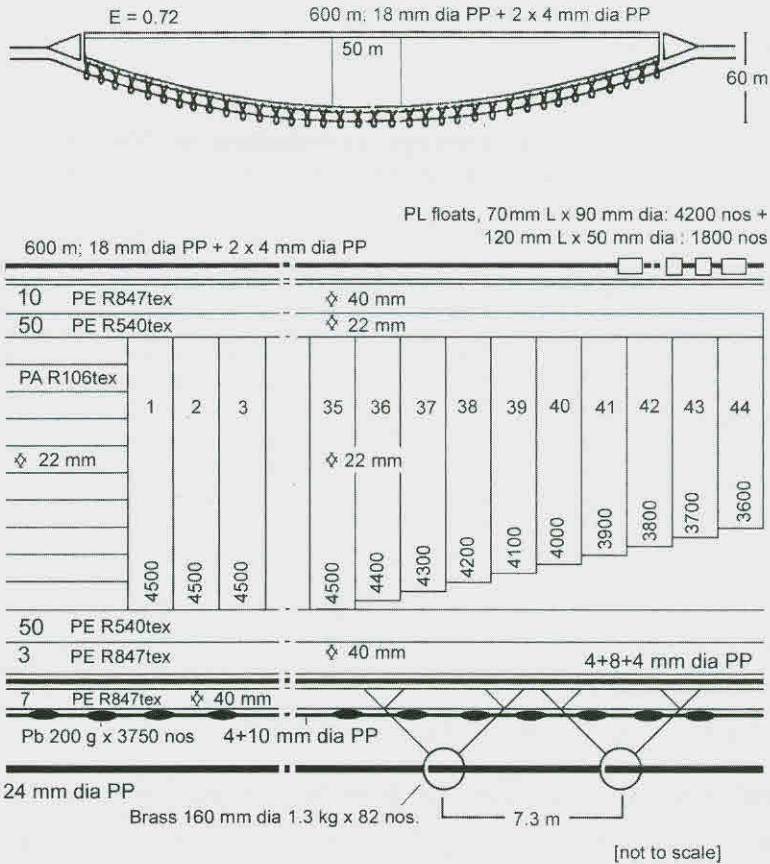 E = 0.72
600 m; 18 mm dia PP + 2 x 4 mm dia PP
50 m
60 m
PL floats, 70mm L x 90 mm dia: 4200 nos +
120 mm L x 50 mm dia : 1800 nos
600 m; 18 mm dia PP + 2 x 4 mm dia PP
10 PE R847tex 40 mm
50 PE R540tex 22 mm
PA R106tex
1 2 3 35 36 37 38 39 40 41 42 43 44
22 mm 22 mm
4500 4500 4500 4500 4400 4300 4200 4100 4000 3900 3800 3700 3600
50 PE R540tex
3 PE R847tex 40 mm
4+8+4 mm dia PP
7 PE R847tex 40 mm
Pb 200 g x 3750 nos 4+10 mm dia PP
24 mm dia PP
Brass 160 mm dia 1.3 kg x 82 nos.
7.3 m
[not to scale]